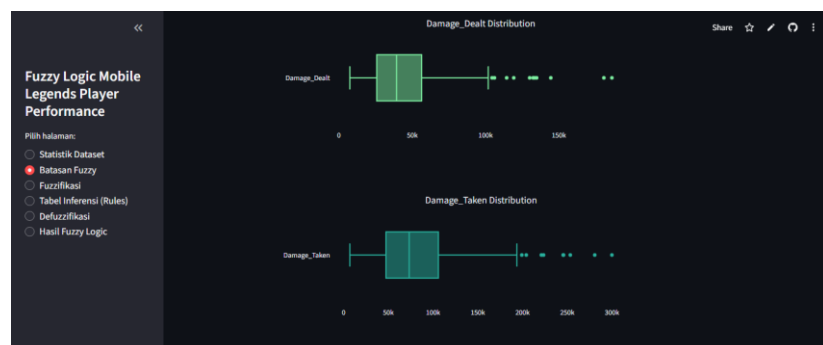 Share
Fuzzy Logic Mobile
Legends Player
Performance
Pilih halaman:
Statistik Dataset
Batasan Fuzzy
Fuzzifikasi
Tabel Inferensi (Rules)
Defuzzifikasi
Hasil Fuzzy Logic
Damage_Dealt Distribution
Damage_Dealt
0 50k 100k 150k
Damage_Taken Distribution
Damage_Taken
0 50k 100k 150k 200k 250k 300k